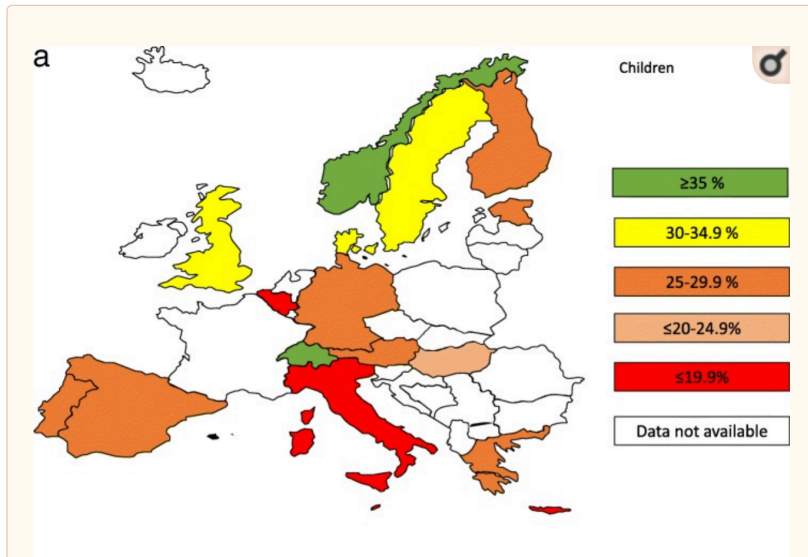 a
Children
≥35 %
30-34.9 %
25-29.9 %
≤20-24.9%
≤19.9%
Data not available